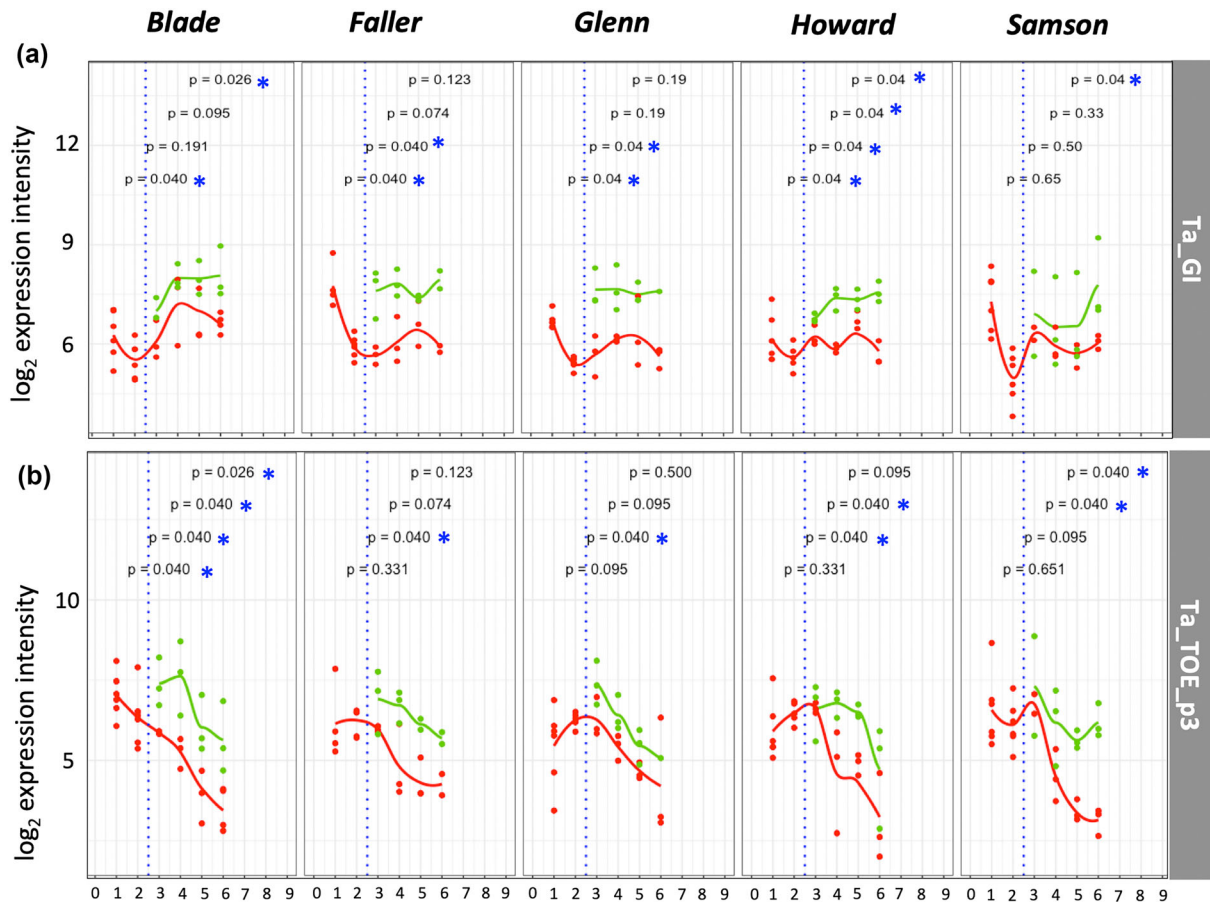 Blade Faller Glenn Howard Samson
(a)
p = 0.026 * p = 0.123 p = 0.19 p = 0.04 * p = 0.04 *
p = 0.095 p = 0.074 p = 0.19 p = 0.04 * p = 0.33
p = 0.191 p = 0.040 * p = 0.04 * p = 0.04 * p = 0.50
p = 0.040 * p = 0.040 * p = 0.04 * p = 0.04 * p = 0.65
12
9
6
log2 expression intensity
Ta_GI
(b)
p = 0.026 * p = 0.123 p = 0.500 p = 0.095 p = 0.040 *
p = 0.040 * p = 0.074 p = 0.095 p = 0.040 * p = 0.040 *
p = 0.040 * p = 0.040 * p = 0.040 * p = 0.040 * p = 0.095
p = 0.040 * p = 0.331 p = 0.095 p = 0.331 p = 0.651
10
5
log2 expression intensity
Ta_TOE_p3
0 1 2 3 4 5 6 7 8 9 0 1 2 3 4 5 6 7 8 9 0 1 2 3 4 5 6 7 8 9 0 1 2 3 4 5 6 7 8 9 0 1 2 3 4 5 6 7 8 9